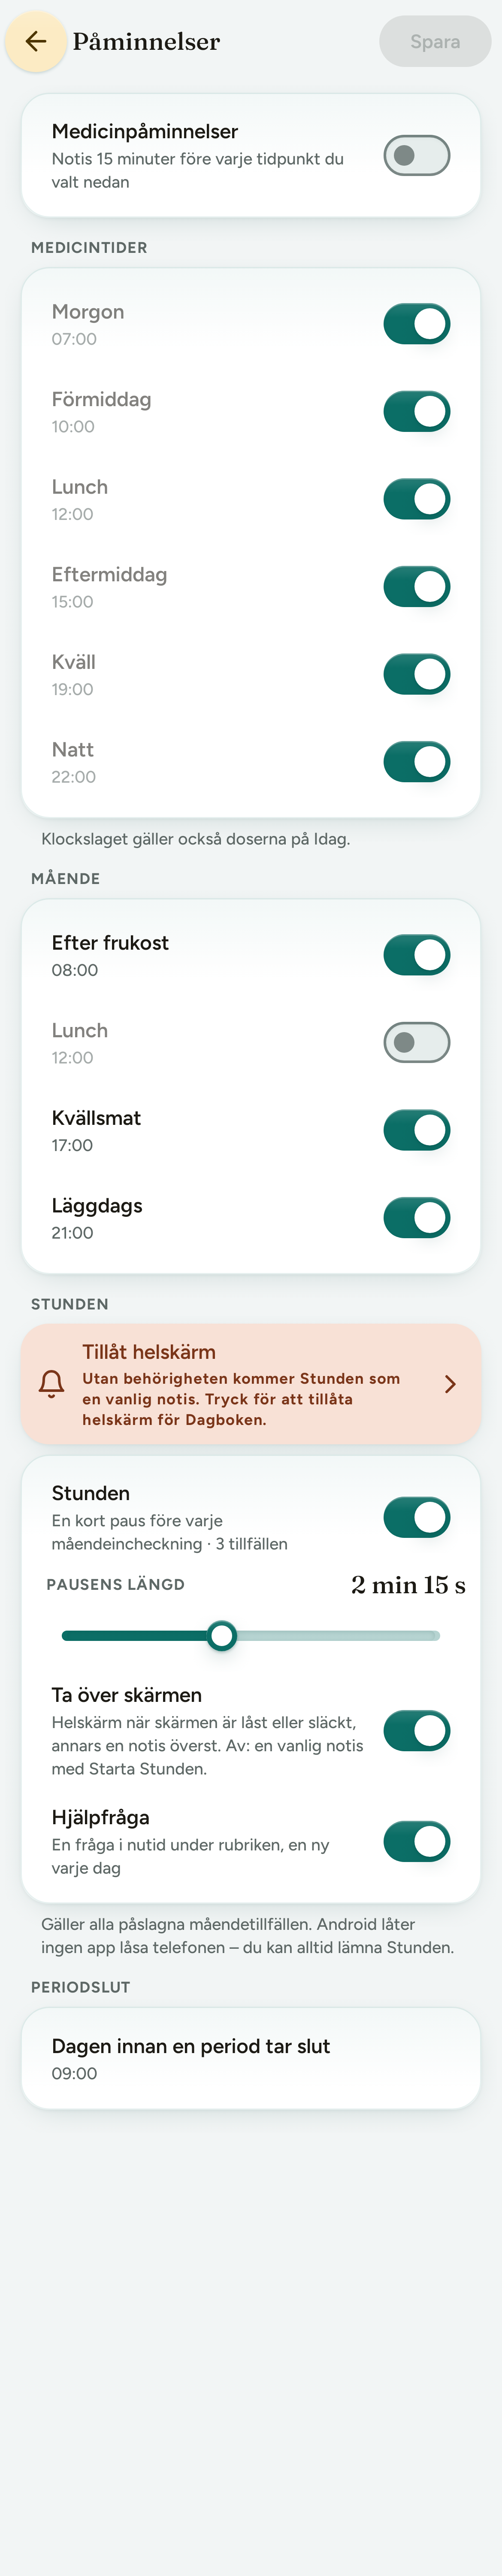 Påminnelser
Spara
Medicinpåminnelser
Notis 15 minuter före varje tidpunkt du
valt nedan
MEDICINTIDER
Morgon
07:00
Förmiddag
10:00
Lunch
12:00
Eftermiddag
15:00
Kväll
19:00
Natt
22:00
Klockslaget gäller också doserna på Idag.
MÅENDE
Efter frukost
08:00
Lunch
12:00
Kvällsmat
17:00
Läggdags
21:00
STUNDEN
Tillåt helskärm
Utan behörigheten kommer Stunden som
en vanlig notis. Tryck för att tillåta
helskärm för Dagboken.
Stunden
En kort paus före varje
måendeincheckning · 3 tillfällen
PAUSENS LÄNGD
2 min 15 s
Ta över skärmen
Helskärm när skärmen är låst eller släckt,
annars en notis överst. Av: en vanlig notis
med Starta Stunden.
Hjälpfråga
En fråga i nutid under rubriken, en ny
varje dag
Gäller alla påslagna måendetillfällen. Android låter
ingen app låsa telefonen – du kan alltid lämna Stunden.
PERIODSLUT
Dagen innan en period tar slut
09:00